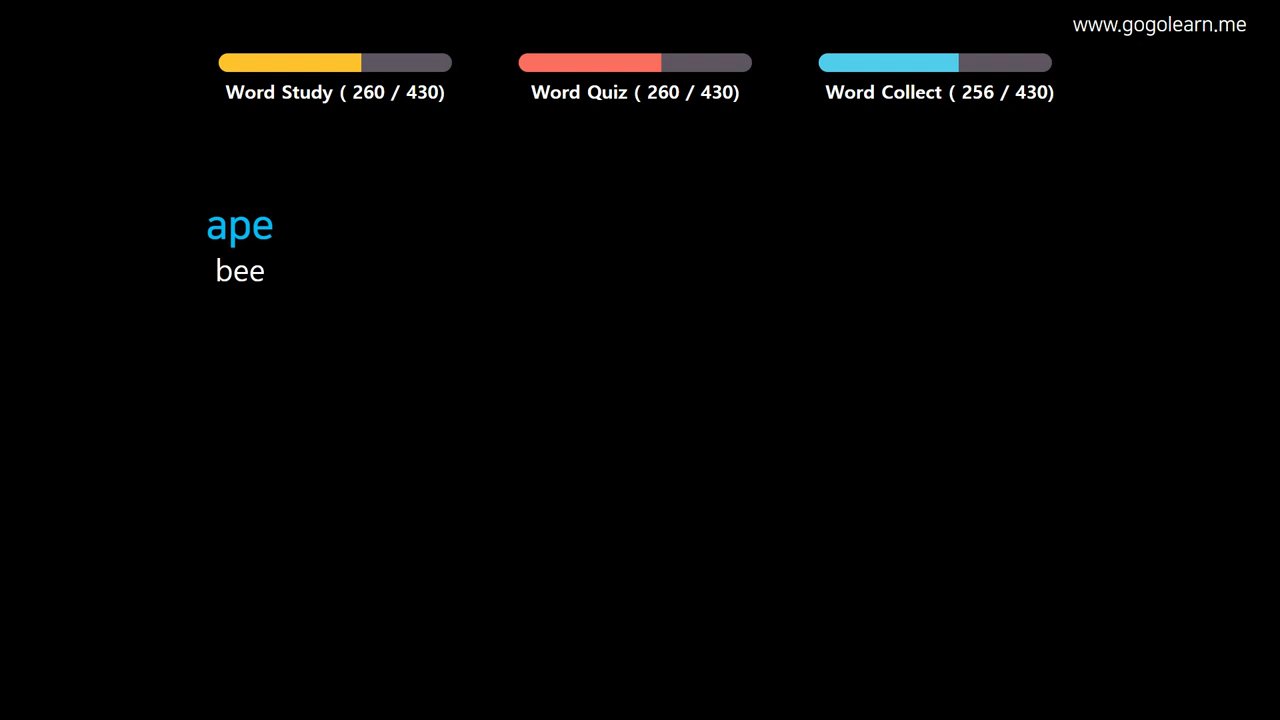 www.gogolearn.me
Word Study ( 260 / 430)
Word Quiz ( 260 / 430)
Word Collect ( 256 / 430)
ape
bee